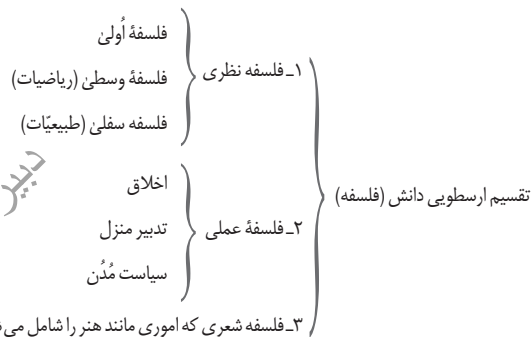 تقسیم ارسطویی دانش (فلسفه)
۱ـ فلسفه نظری
فلسفهٔ اُولیٰ
فلسفهٔ وسطیٰ (ریاضیات)
فلسفه سفلیٰ (طبیعیّات)
۲ـ فلسفهٔ عملی
اخلاق
تدبیر منزل
سیاست مُدُن
۳ـ فلسفه شعری که اموری مانند هنر را شامل
دبیر